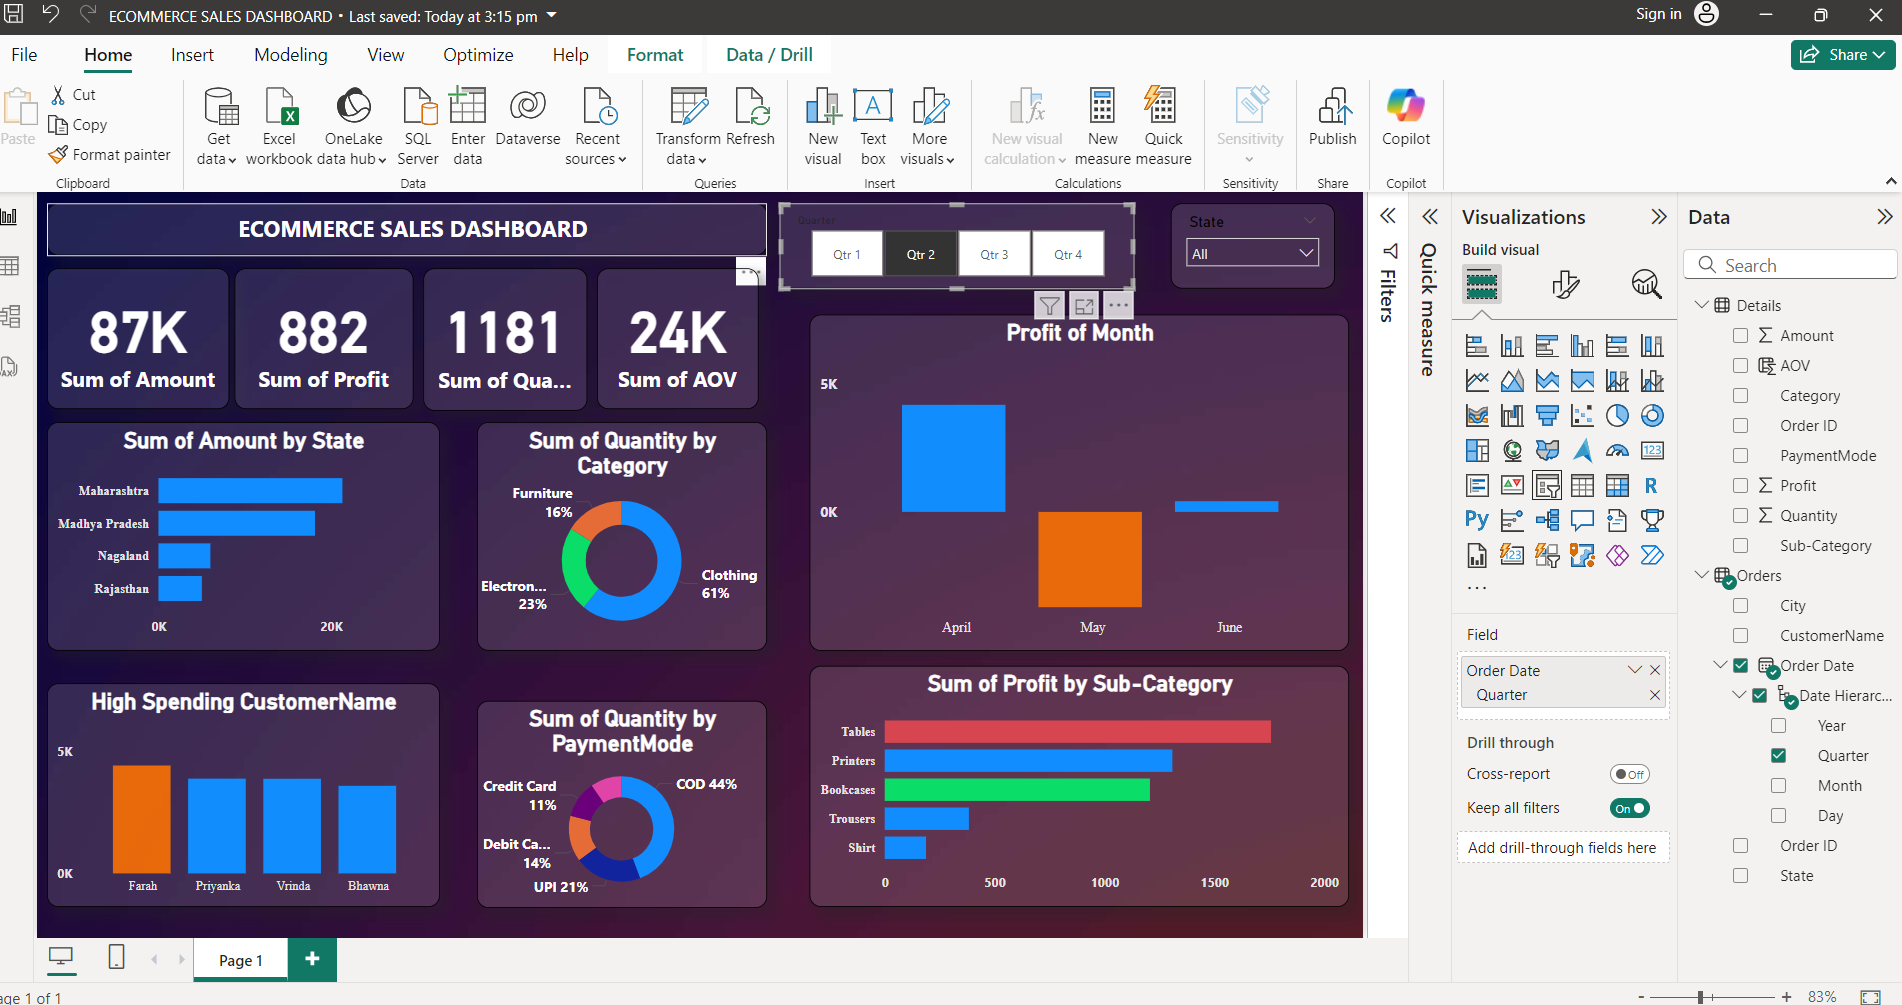 ECOMMERCE SALES DASHBOARD • Last saved: Today at 3:15 pm
Sign in
File Home Insert Modeling View Optimize Help Format Data / Drill
Share
Paste
Cut
Copy
Format painter
Clipboard
Get data
Excel workbook
OneLake data hub
SQL Server
Enter data
Dataverse
Recent sources
Data
Transform data
Refresh
Queries
New visual
Text box
More visuals
Insert
New visual calculation
New measure
Quick measure
Calculations
Sensitivity
Sensitivity
Publish
Share
Copilot
Copilot
ECOMMERCE SALES DASHBOARD
Quarter
Qtr 1 Qtr 2 Qtr 3 Qtr 4
State
All
87K
Sum of Amount
882
Sum of Profit
1181
Sum of Qua...
24K
Sum of AOV
Sum of Amount by State
Maharashtra
Madhya Pradesh
Nagaland
Rajasthan
0K 20K
Sum of Quantity by
Category
Furniture
16%
Electron...
23%
Clothing
61%
Profit of Month
5K
0K
April May June
High Spending CustomerName
5K
0K
Farah Priyanka Vrinda Bhawna
Sum of Quantity by
PaymentMode
Credit Card
11%
COD 44%
Debit Ca...
14%
UPI 21%
Sum of Profit by Sub-Category
Tables
Printers
Bookcases
Trousers
Shirt
0 500 1000 1500 2000
Filters
Quick measure
Visualizations
Build visual
123
R
Py
123
...
Field
Order Date
Quarter
Drill through
Cross-report
Off
Keep all filters
On
Add drill-through fields here
Data
Search
Details
Amount
AOV
Category
Order ID
PaymentMode
Profit
Quantity
Sub-Category
Orders
City
CustomerName
Order Date
Date Hierarc...
Year
Quarter
Month
Day
Order ID
State
Page 1
age 1 of 1
- + 83%